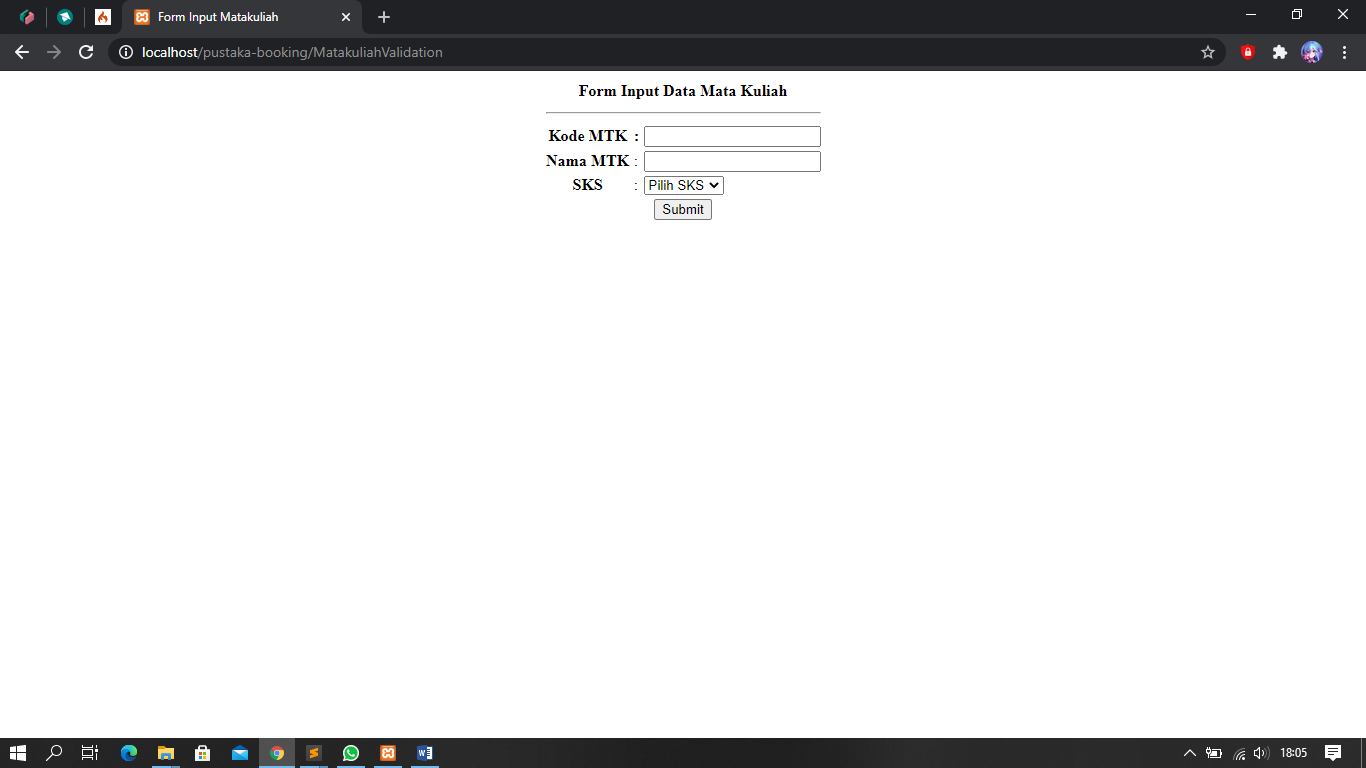 Form Input Matakuliah
localhost/pustaka-booking/MatakuliahValidation
Form Input Data Mata Kuliah
Kode MTK :
Nama MTK :
SKS : Pilih SKS
Submit
18:05